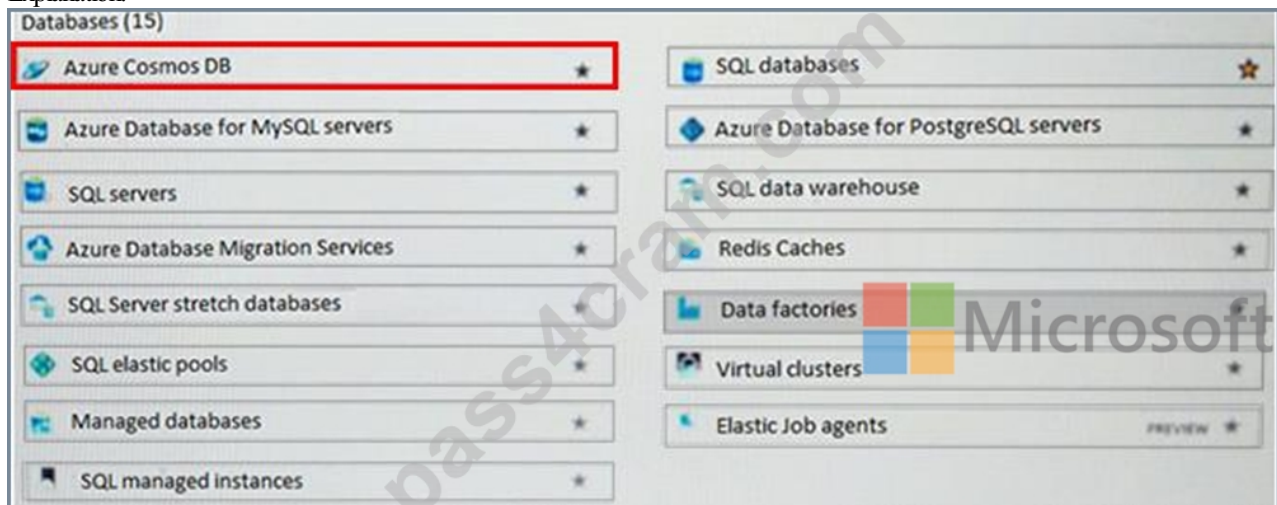 Databases (15)
Azure Cosmos DB
SQL databases
Azure Database for MySQL servers
Azure Database for PostgreSQL servers
SQL servers
SQL data warehouse
Azure Database Migration Services
Redis Caches
SQL Server stretch databases
Data factories
Microsoft
SQL elastic pools
Virtual clusters
Managed databases
Elastic Job agents
PREVIEW
SQL managed instances
pass4cram.com